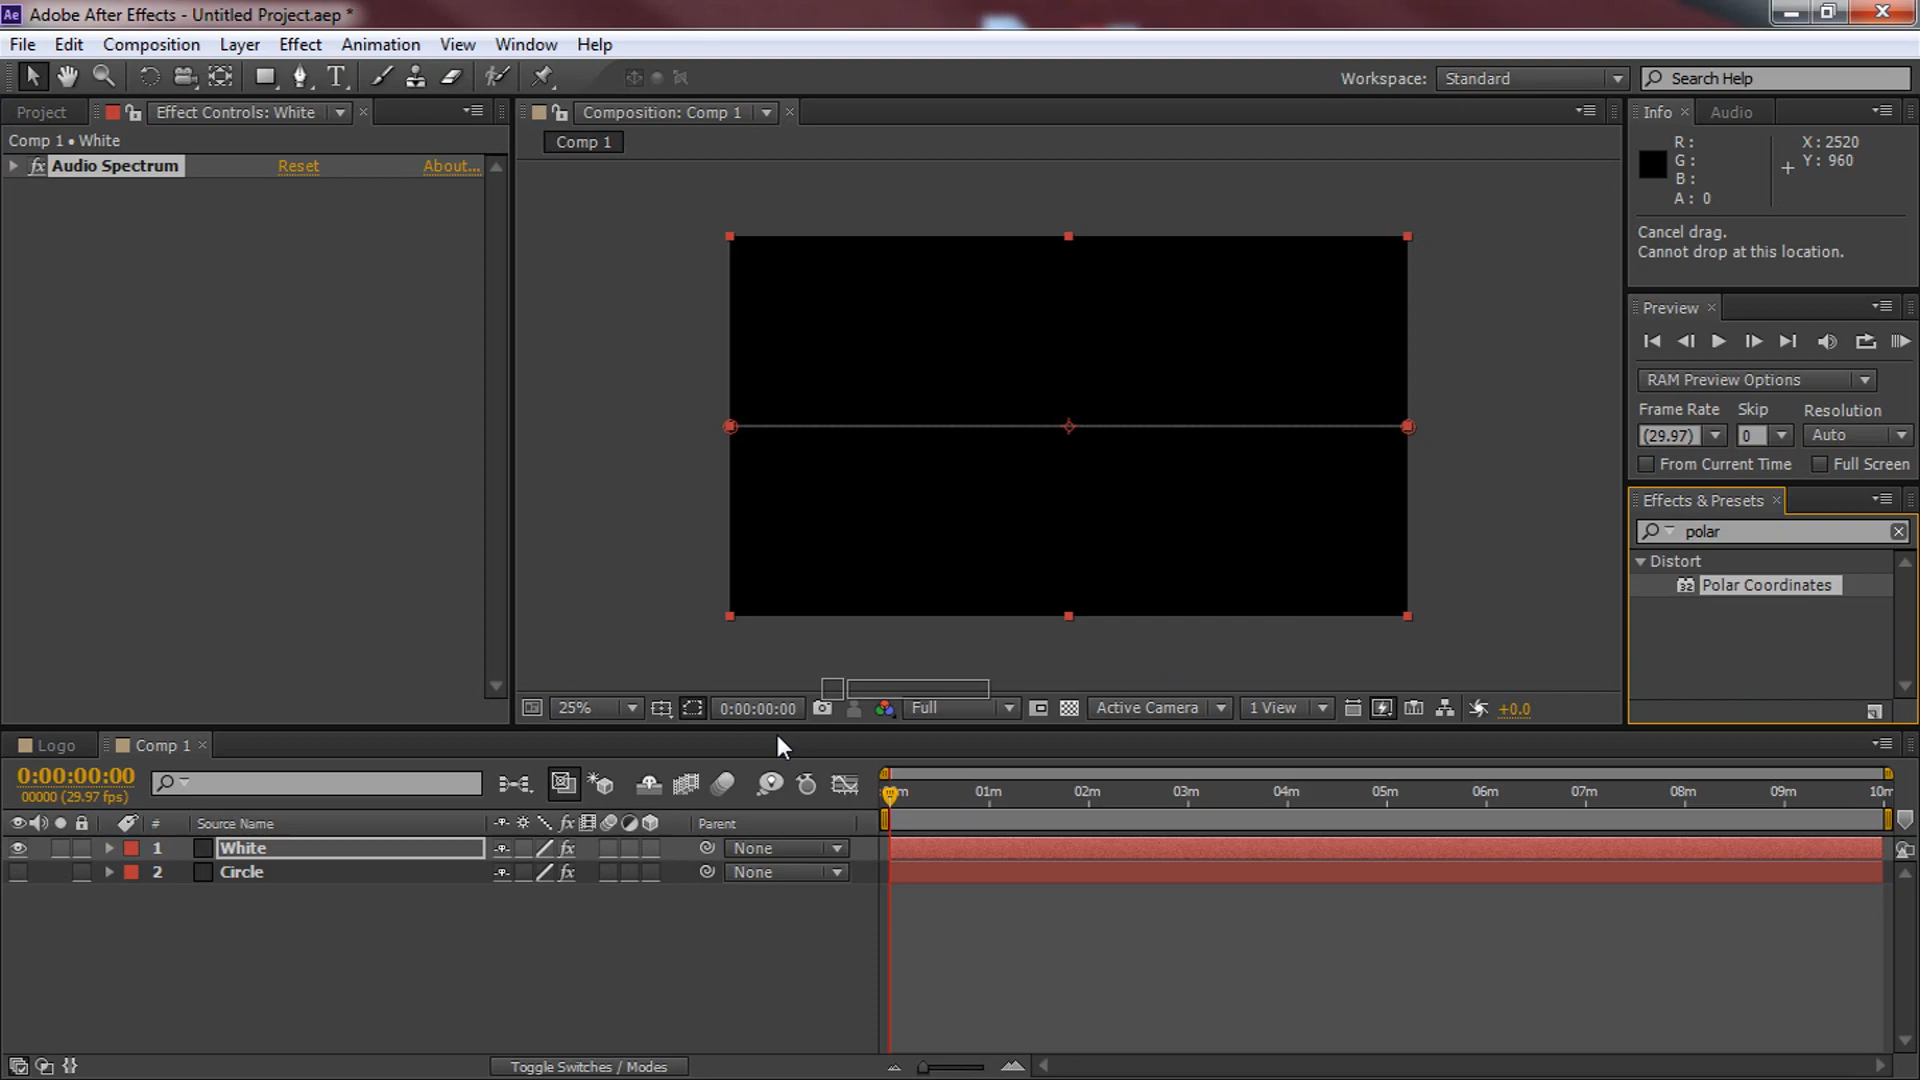 Ae Adobe After Effects - Untitled Project.aep *
File Edit Composition Layer Effect Animation View Window Help
Workspace: Standard Search Help
Project Effect Controls: White Composition: Comp 1 Info Audio
Comp 1 • White
Comp 1
fx Audio Spectrum Reset About...
R :
G :
B :
A : 0
X : 2520
Y : 960
Cancel drag.
Cannot drop at this location.
Preview
RAM Preview Options
Frame Rate Skip Resolution
(29.97) 0 Auto
From Current Time Full Screen
Effects & Presets
polar
Distort
32 Polar Coordinates
25% 0:00:00:00 Full Active Camera 1 View +0.0
Logo Comp 1
0:00:00:00
00000 (29.97 fps)
01m 02m 03m 04m 05m 06m 07m 08m 09m 10m
# Source Name fx Parent
1 White fx None
2 Circle fx None
Toggle Switches / Modes